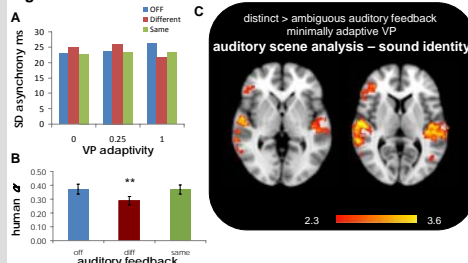 A
OFF
Different
Same
SD asynchrony ms
30
25
20
15
10
5
0
0 0.25 1
VP adaptivity
B
human α
0.50
0.40
0.30
0.20
0.10
0.00
**
off diff same
auditory feedback
C
distinct > ambiguous auditory feedback
minimally adaptive VP
auditory scene analysis – sound identity
2.3 3.6